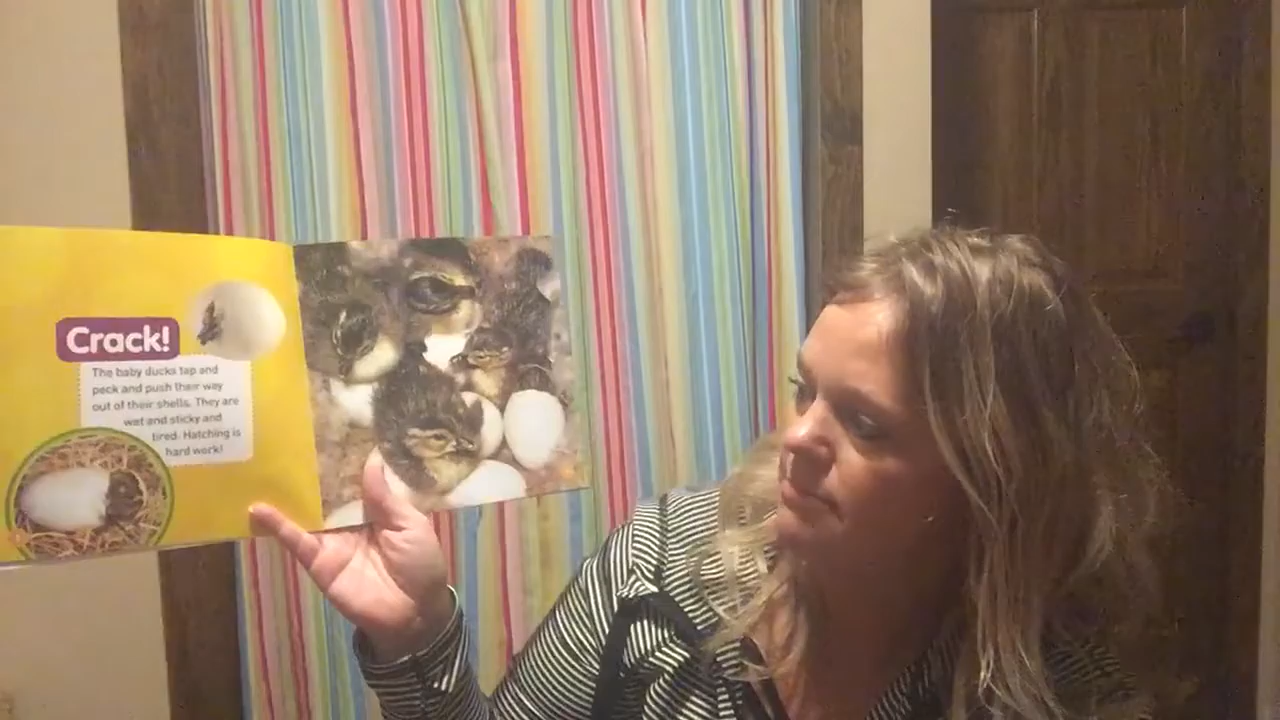 Crack!
The baby ducks tap and
peck and push their way
out of their shells. They are
wet and sticky and
tired. Hatching is
hard work!